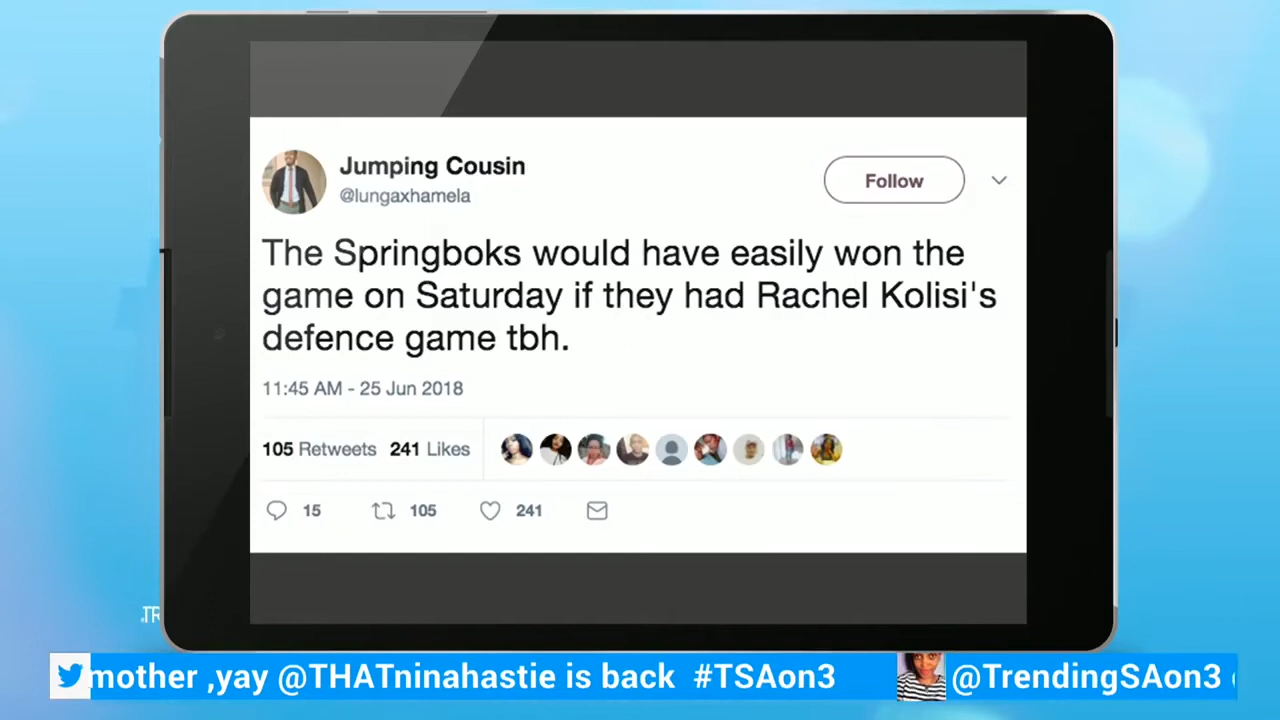 Jumping Cousin
@lungaxhamela
Follow
The Springboks would have easily won the
game on Saturday if they had Rachel Kolisi's
defence game tbh.
11:45 AM - 25 Jun 2018
105 Retweets 241 Likes
15 105 241
mother ,yay @THATninahastie is back #TSAon3 @TrendingSAon3